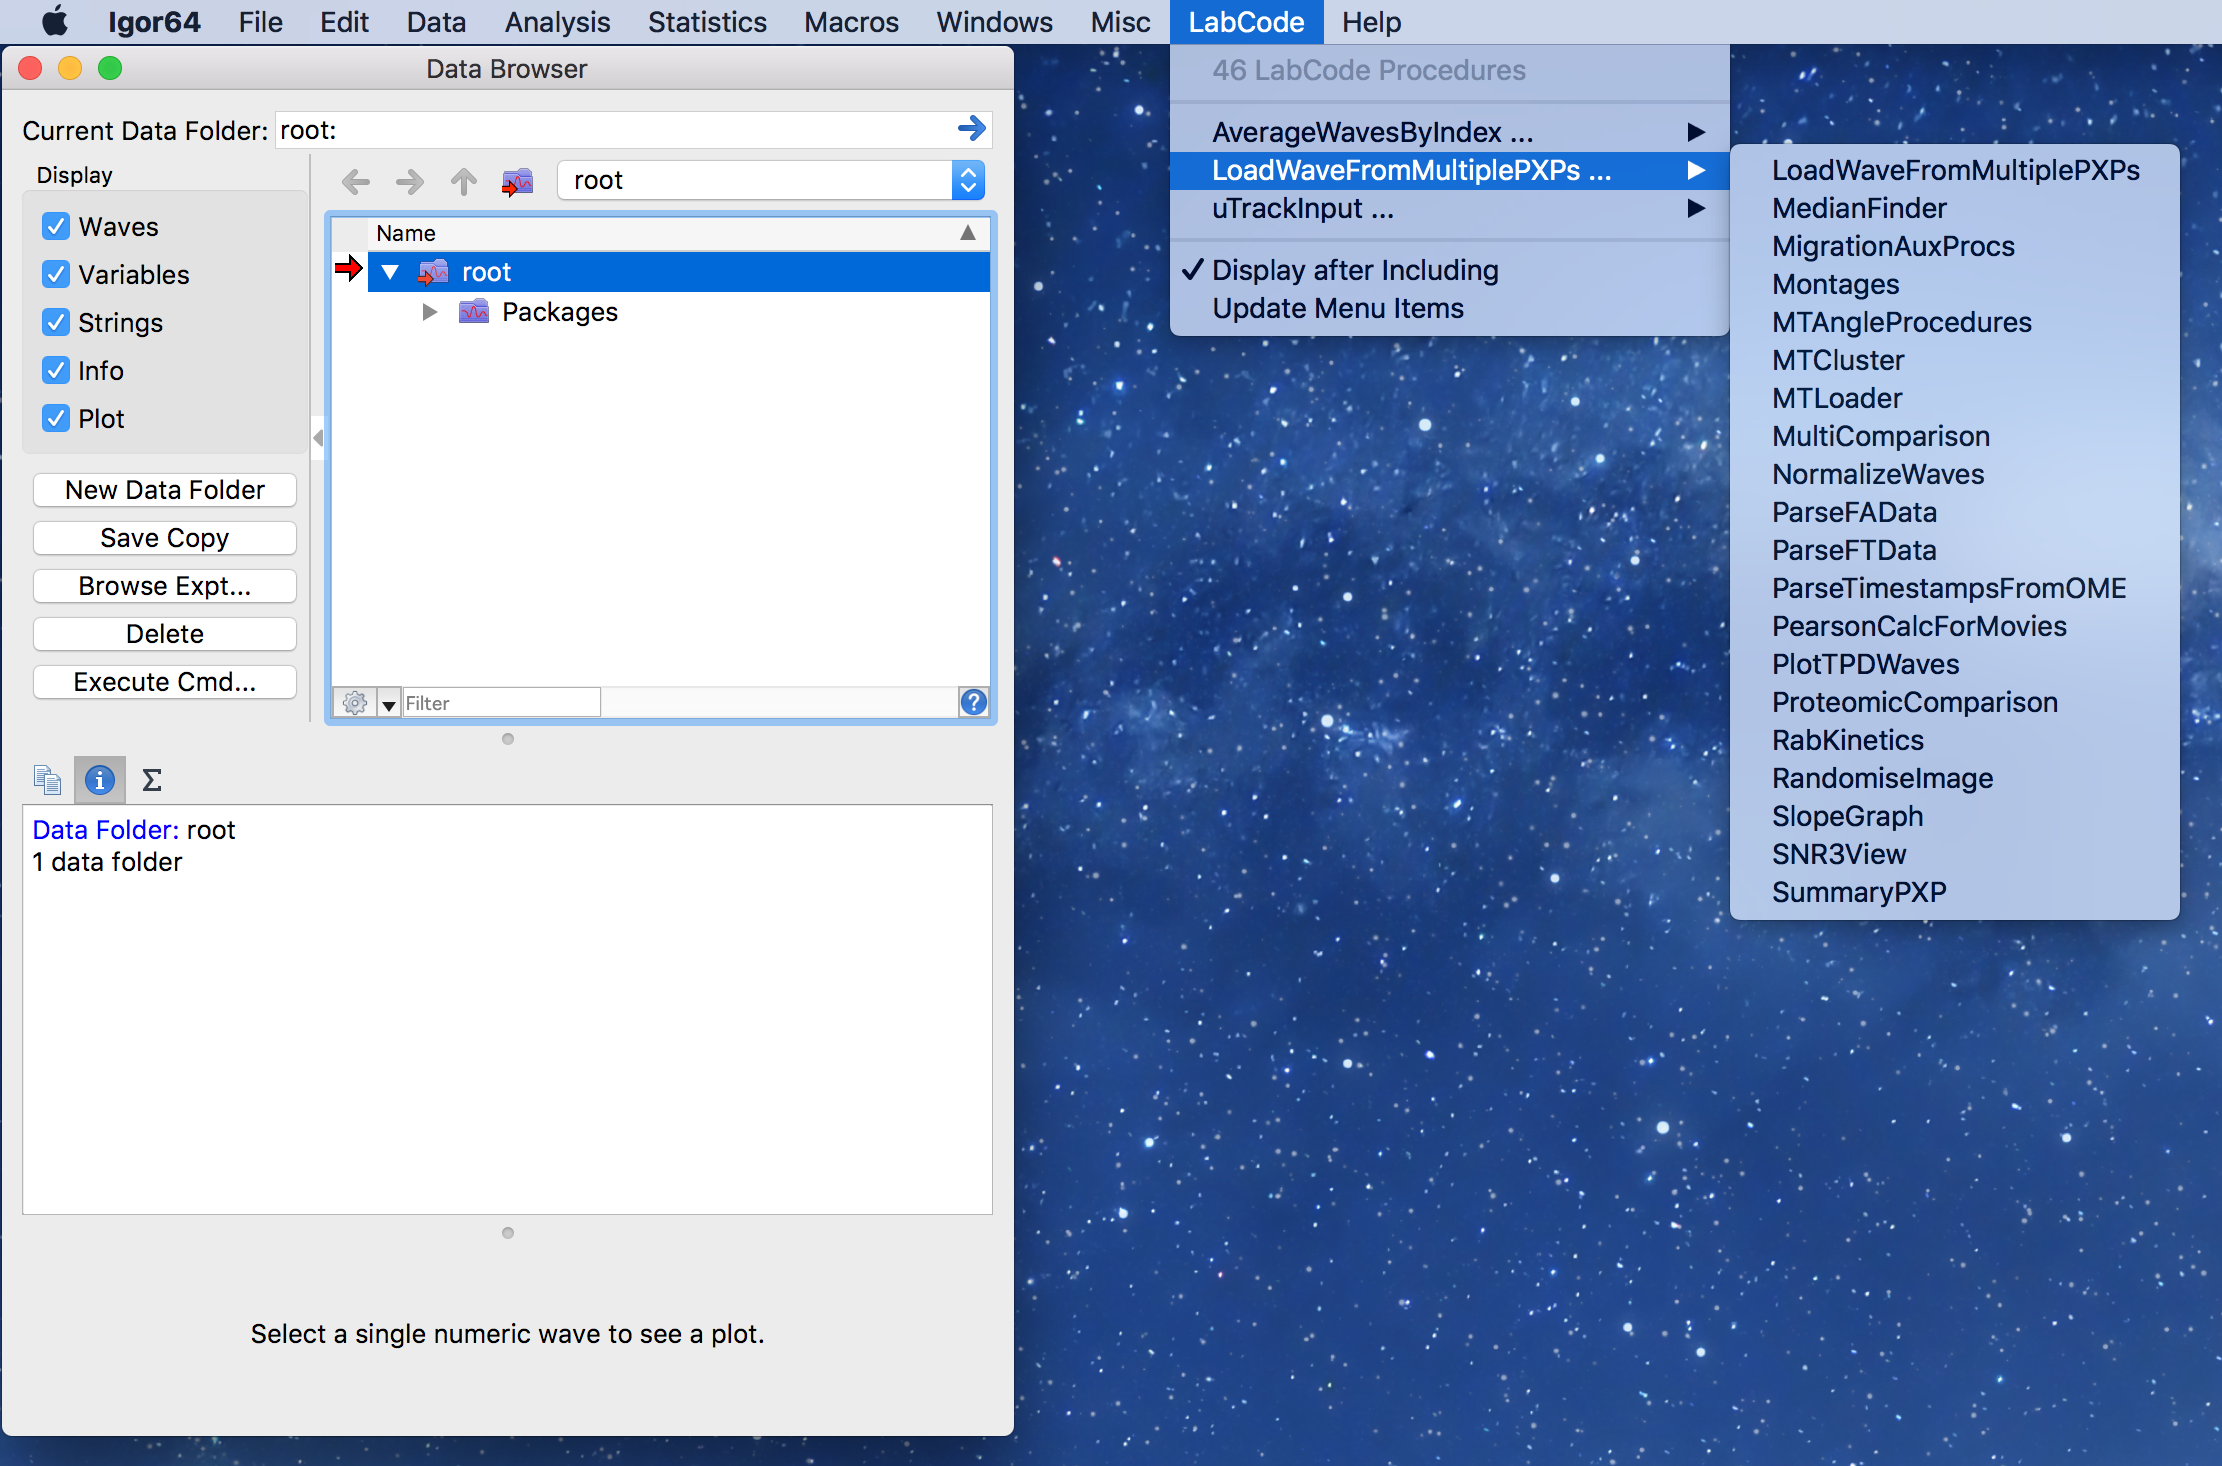 Igor64 File Edit Data Analysis Statistics Macros Windows Misc LabCode Help
Data Browser
Current Data Folder: root:
Display
Waves
Variables
Strings
Info
Plot
New Data Folder
Save Copy
Browse Expt...
Delete
Execute Cmd...
root
Name
root
Packages
Filter
?
i
Σ
Data Folder: root
1 data folder
Select a single numeric wave to see a plot.
46 LabCode Procedures
AverageWavesByIndex ...
LoadWaveFromMultiplePXPs ...
uTrackInput ...
Display after Including
Update Menu Items
LoadWaveFromMultiplePXPs
MedianFinder
MigrationAuxProcs
Montages
MTAngleProcedures
MTCluster
MTLoader
MultiComparison
NormalizeWaves
ParseFAData
ParseFTData
ParseTimestampsFromOME
PearsonCalcForMovies
PlotTPDWaves
ProteomicComparison
RabKinetics
RandomiseImage
SlopeGraph
SNR3View
SummaryPXP